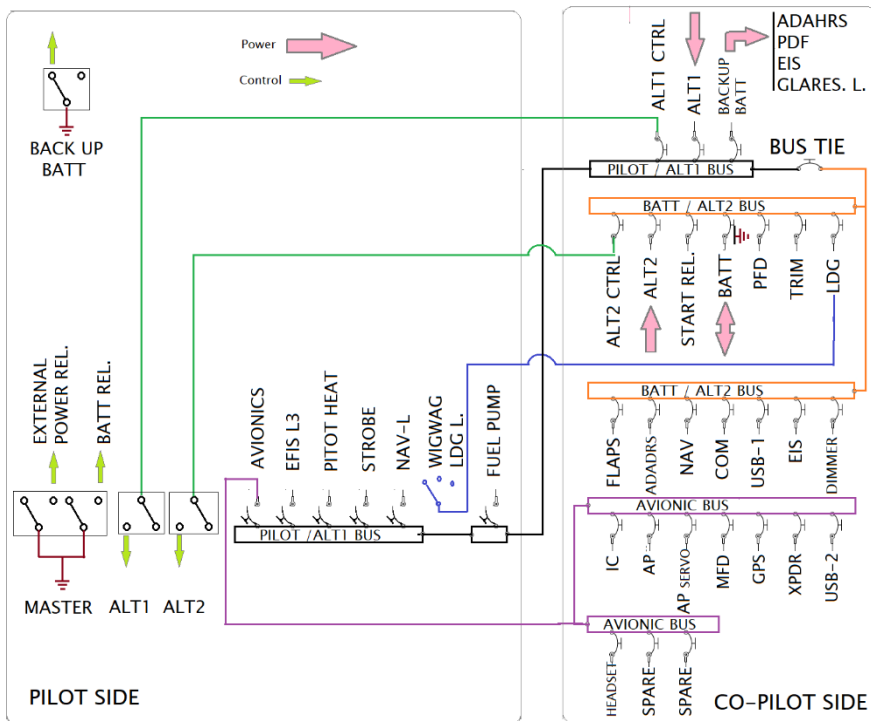 Power
Control
BACK UP
BATT
ALT1 CTRL
ALT1
BACKUP
BATT
ADAHRS
PDF
EIS
GLARES. L.
BUS TIE
PILOT / ALT1 BUS
BATT / ALT2 BUS
ALT2 CTRL
ALT2
START REL.
BATT
PFD
TRIM
LDG
EXTERNAL
POWER REL.
BATT REL.
AVIONICS
EFIS L3
PITOT HEAT
STROBE
NAV-L
WIGWAG
LDG L.
FUEL PUMP
BATT / ALT2 BUS
FLAPS
ADADRS
NAV
COM
USB-1
EIS
DIMMER
PILOT /ALT1 BUS
AVIONIC BUS
IC
AP
AP SERVO
MFD
GPS
XPDR
USB-2
MASTER
ALT1
ALT2
AVIONIC BUS
HEADSET
SPARE
SPARE
PILOT SIDE
CO-PILOT SIDE